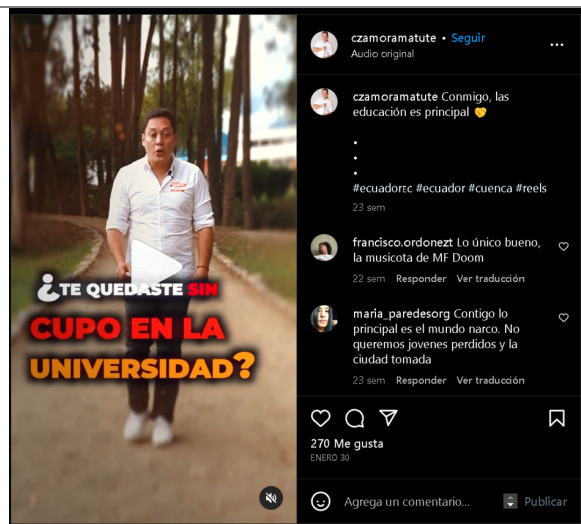 ¿TE QUEDASTE SIN
CUPO EN LA
UNIVERSIDAD?
czamoramatute • Seguir
Audio original
czamoramatute Conmigo, las
educación es principal 🤝
•
•
•
#ecuadorec #ecuador #cuenca #reels
23 sem
francisco.ordonezt Lo único bueno,
la musicota de MF Doom
22 sem Responder Ver traducción
maria_paredesorg Contigo lo
principal es el mundo narco. No
queremos jovenes perdidos y la
ciudad tomada
23 sem Responder Ver traducción
270 Me gusta
ENERO 30
Agrega un comentario...
Publicar